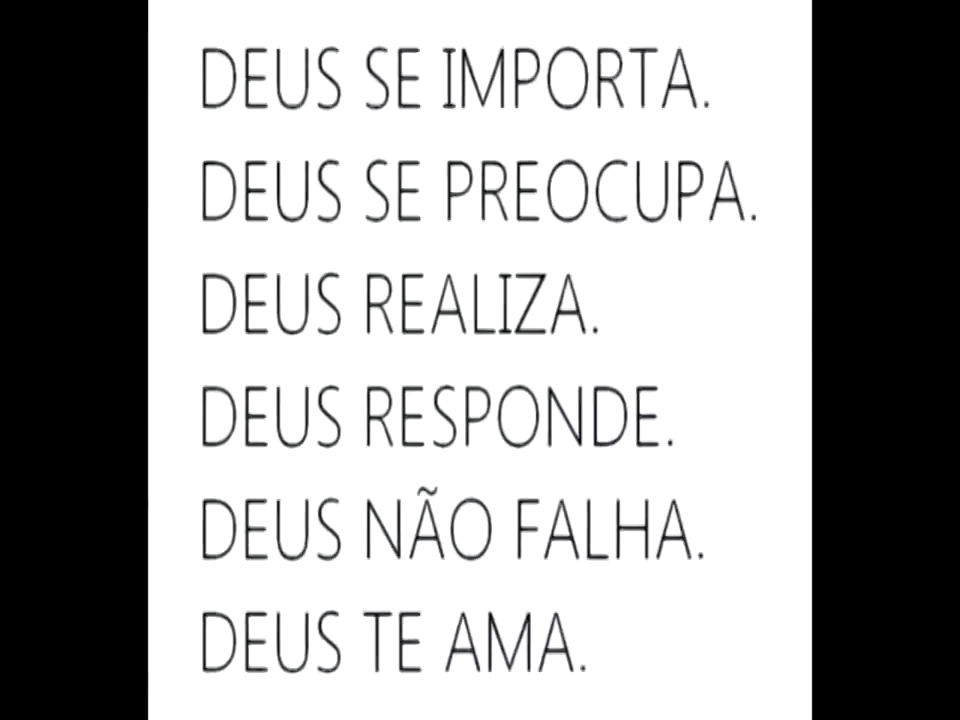 DEUS SE IMPORTA.
DEUS SE PREOCUPA.
DEUS REALIZA.
DEUS RESPONDE.
DEUS NÃO FALHA.
DEUS TE AMA.